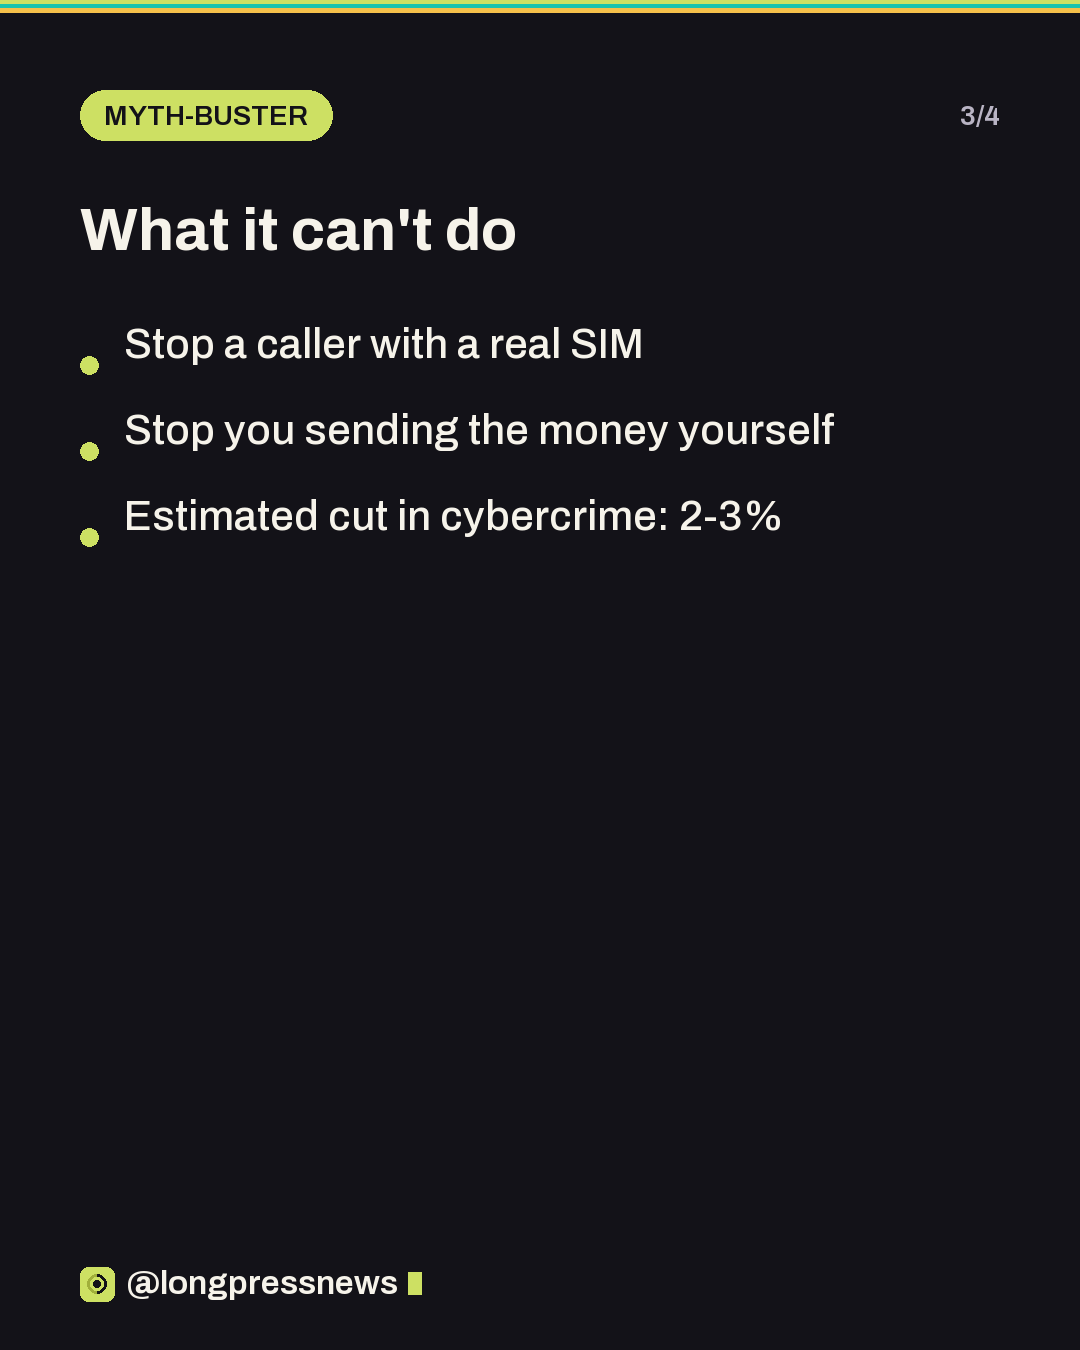 MYTH-BUSTER
3/4
What it can't do
Stop a caller with a real SIM
Stop you sending the money yourself
Estimated cut in cybercrime: 2-3%
@longpressnews